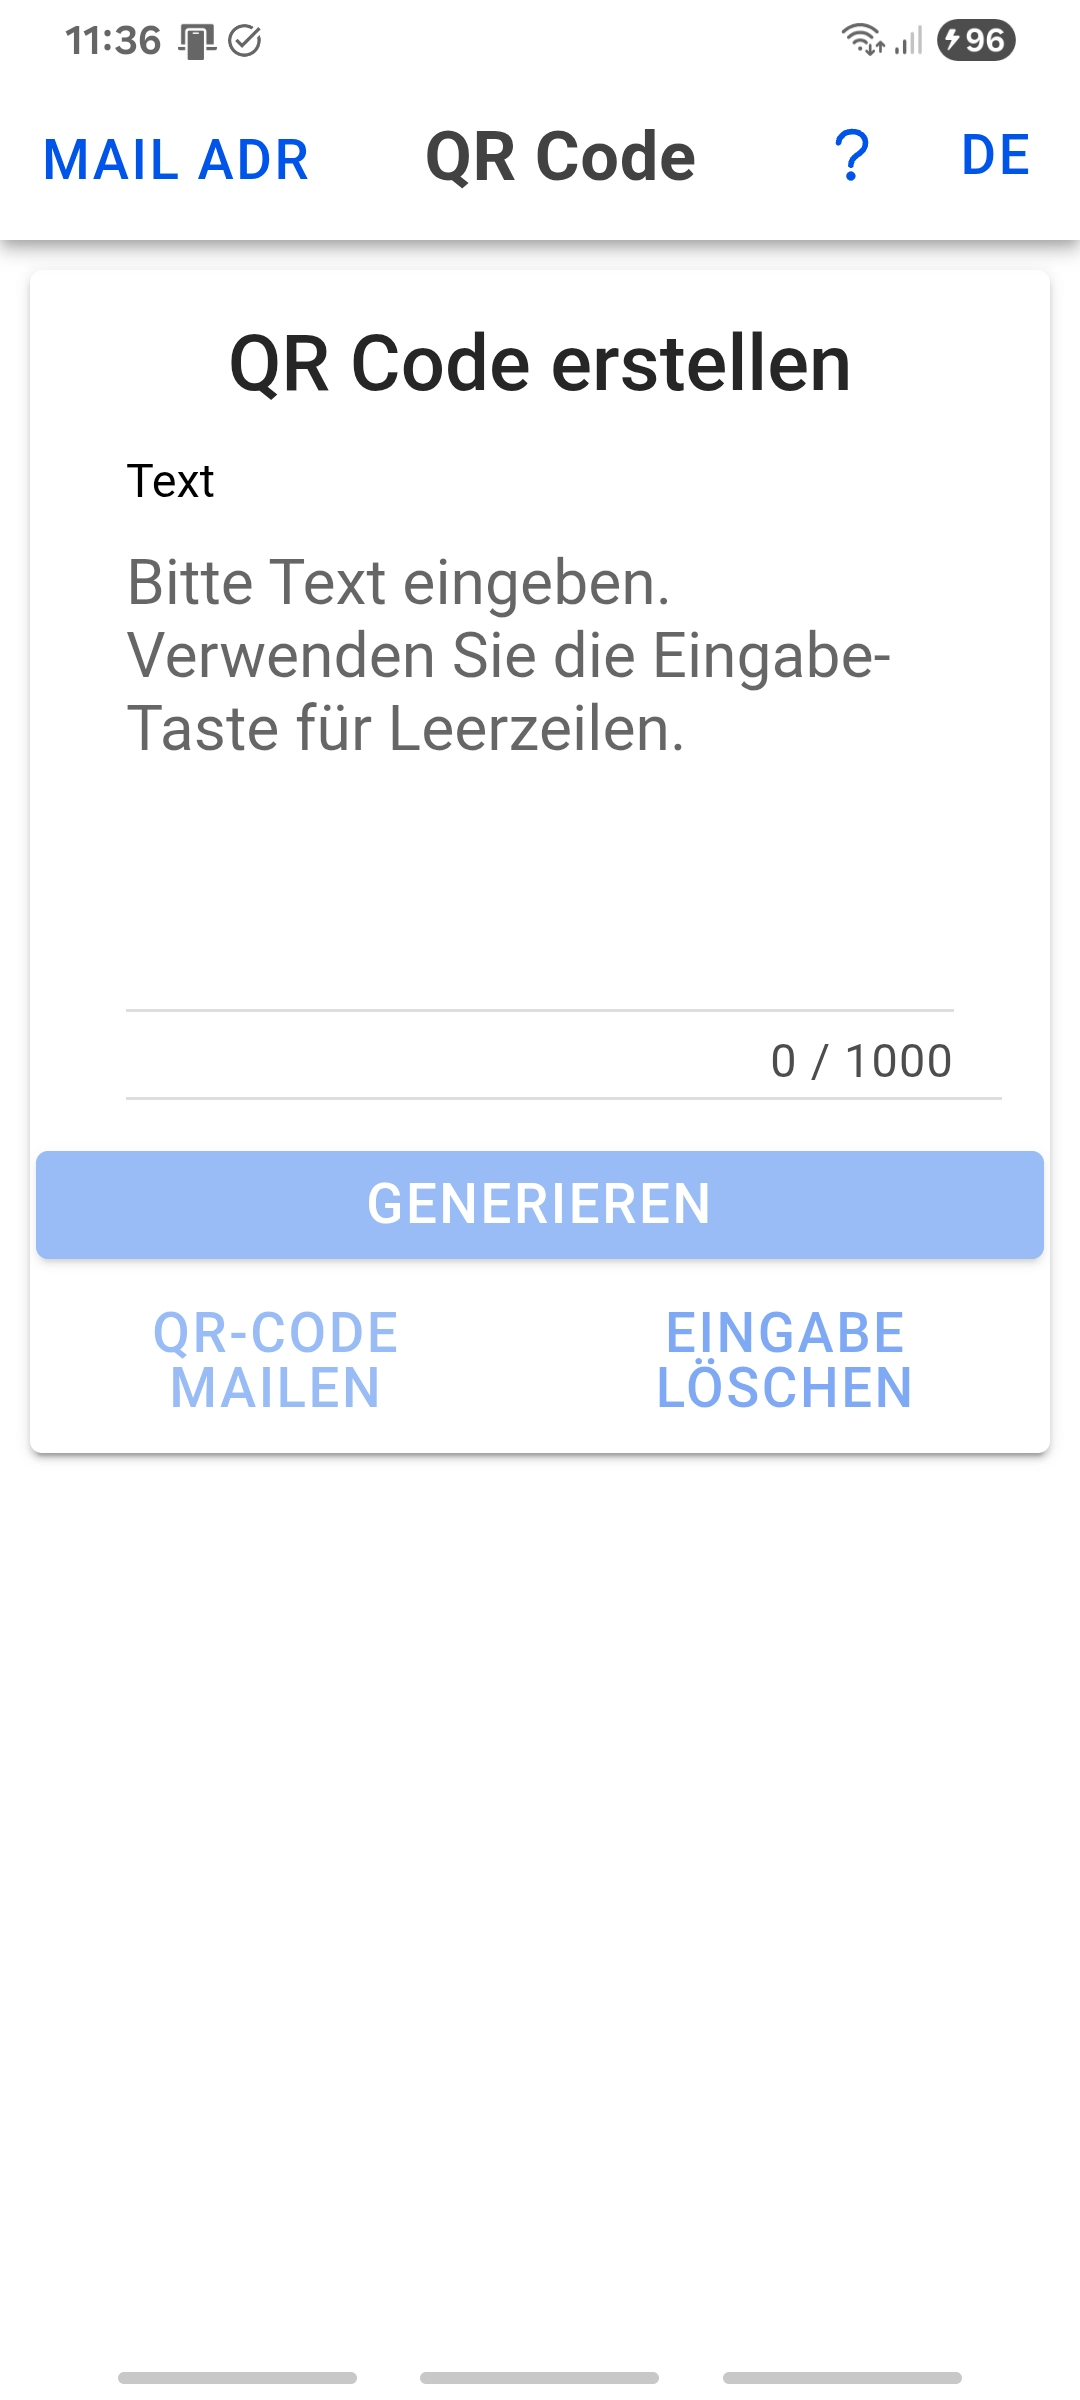 11:36
96
MAIL ADR QR Code ? DE
QR Code erstellen
Text
Bitte Text eingeben.
Verwenden Sie die Eingabe-
Taste für Leerzeilen.
0 / 1000
GENERIEREN
QR-CODE
MAILEN
EINGABE
LÖSCHEN